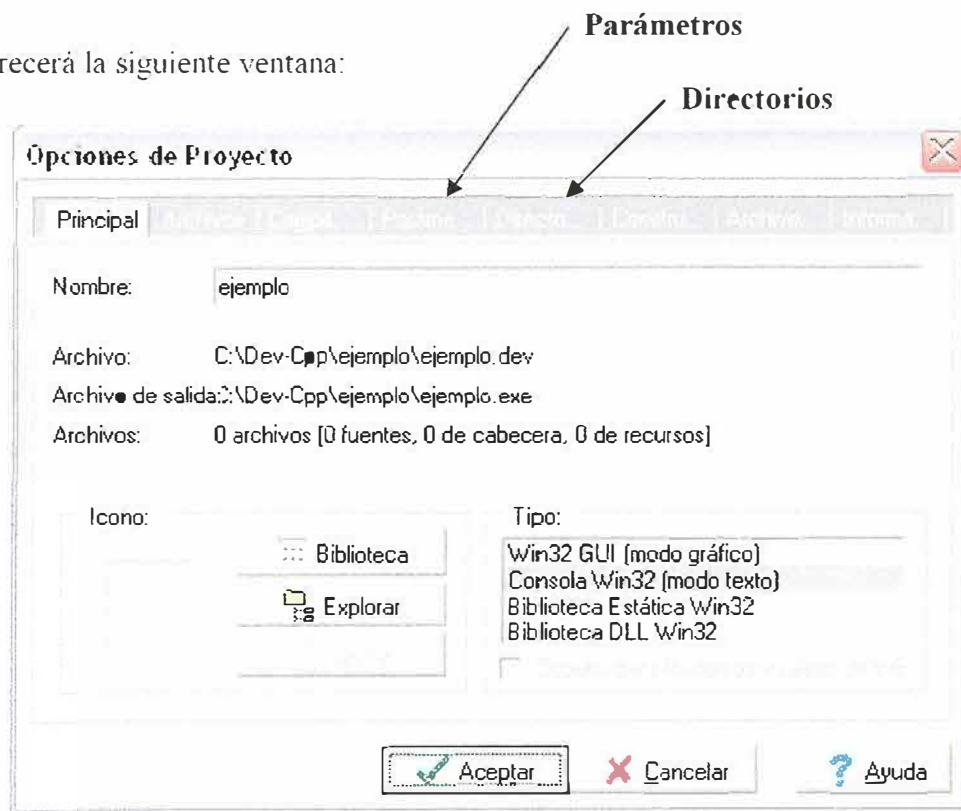 Parámetros
recerá la siguiente ventana:
Directorios
Opciones de Proyecto
Principal
Nombre: ejemplo
Archivo: C:\Dev-Cpp\ejemplo\ejemplo.dev
Archivo de salida: :\Dev-Cpp\ejemplo\ejemplo.exe
Archivos: 0 archivos [0 fuentes, 0 de cabecera, 0 de recursos]
Icono:
Tipo:
Biblioteca
Explorar
Win32 GUI (modo gráfico)
Consola Win32 (modo texto)
Biblioteca Estática Win32
Biblioteca DLL Win32
Aceptar
Cancelar
Ayuda